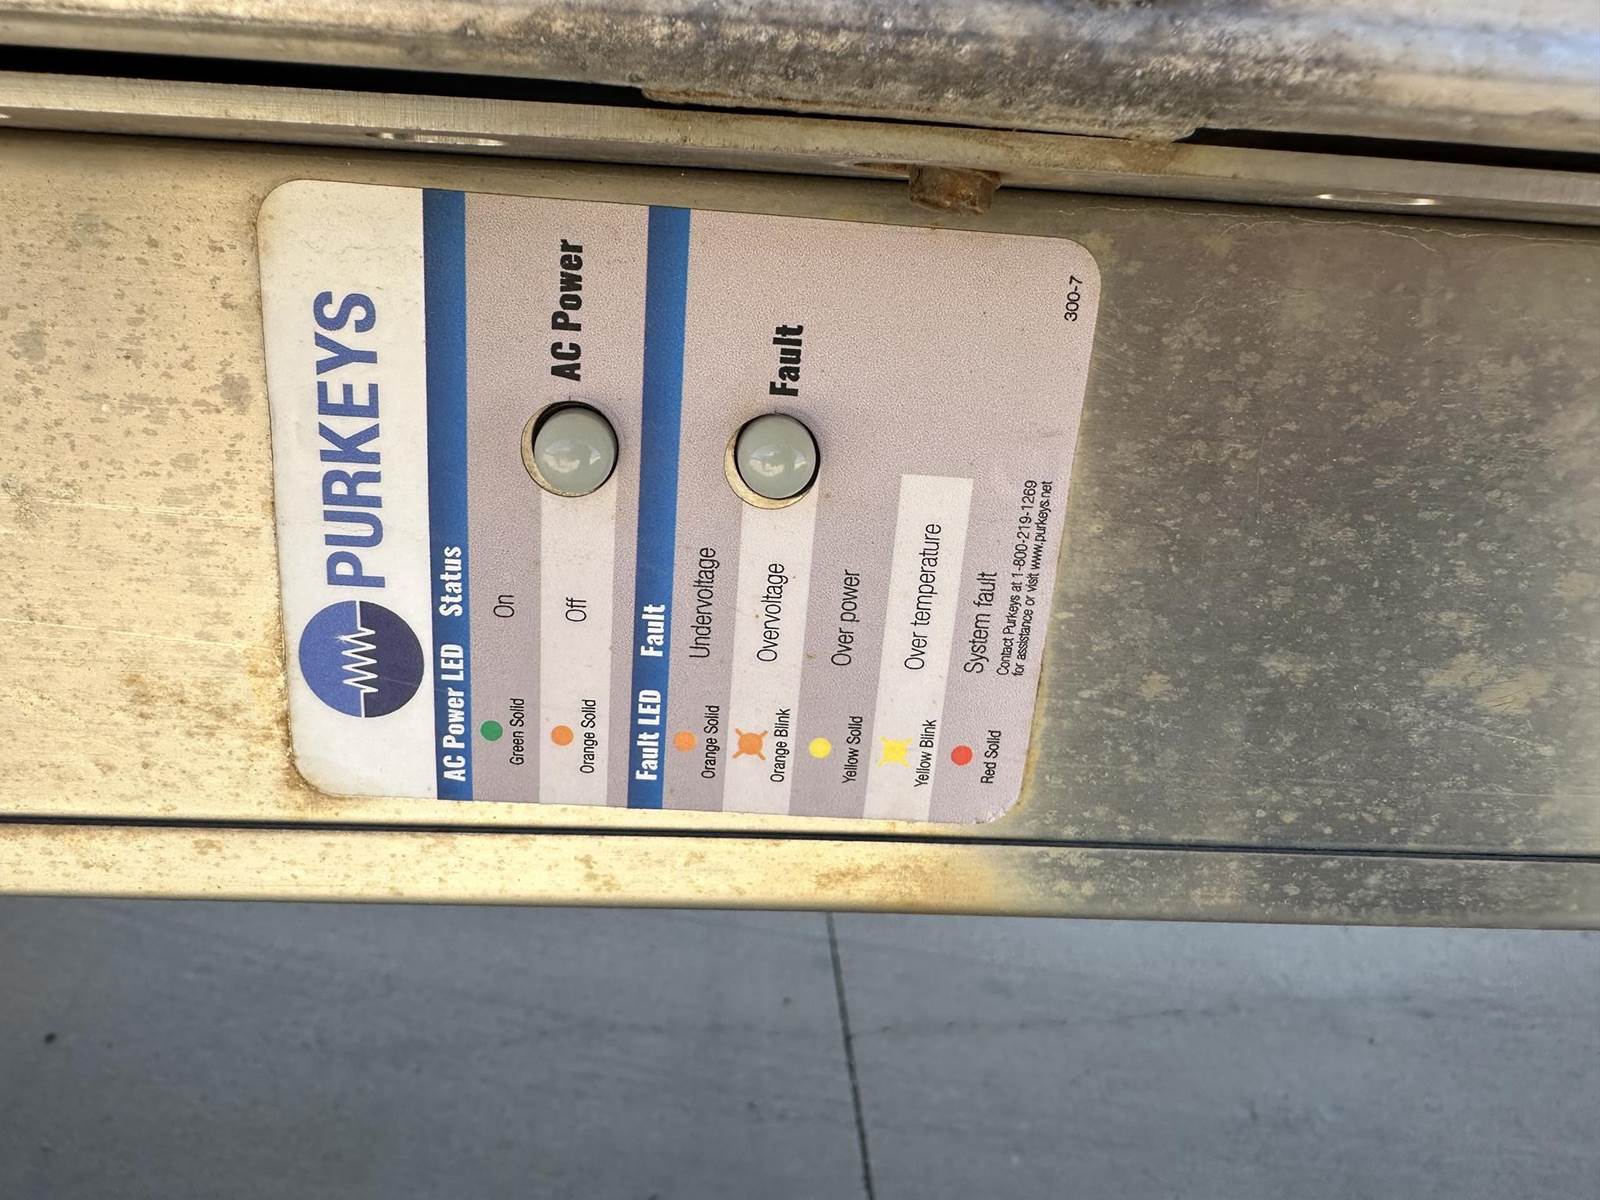 PURKEYS
AC Power LED Status
Green Solid On
Orange Solid Off
AC Power
Fault LED Fault
Orange Solid Undervoltage
Orange Blink Overvoltage
Fault
Yellow Solid Over power
Yellow Blink Over temperature
Red Solid System fault
Contact Purkeys at 1-800-219-1269
for assistance or visit www.purkeys.net
300-7